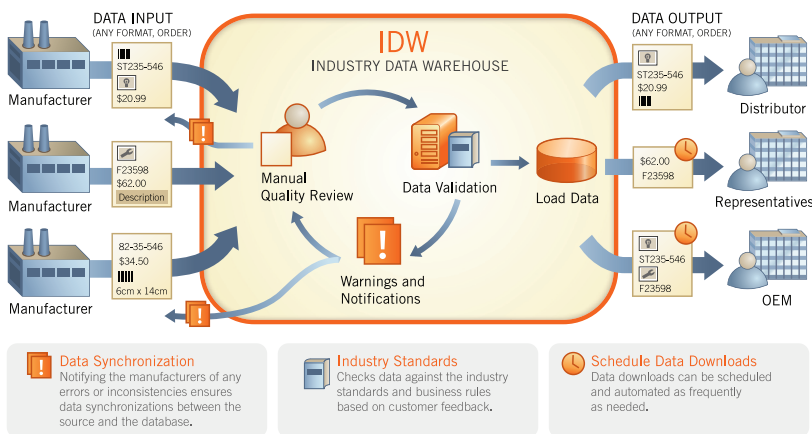 DATA INPUT
(ANY FORMAT, ORDER)
ST235-546
$20.99
Manufacturer
F23598
$62.00
Description
Manufacturer
82-35-546
$34.50
6cm x 14cm
Manufacturer
IDW
INDUSTRY DATA WAREHOUSE
Manual
Quality Review
Data Validation
Load Data
Warnings and
Notifications
DATA OUTPUT
(ANY FORMAT, ORDER)
ST235-546
$20.99
Distributor
$62.00
F23598
Representatives
ST235-546
F23598
OEM
Data Synchronization
Notifying the manufacturers of any
errors or inconsistencies ensures
data synchronizations between the
source and the database.
Industry Standards
Checks data against the industry
standards and business rules
based on customer feedback.
Schedule Data Downloads
Data downloads can be scheduled
and automated as frequently
as needed.